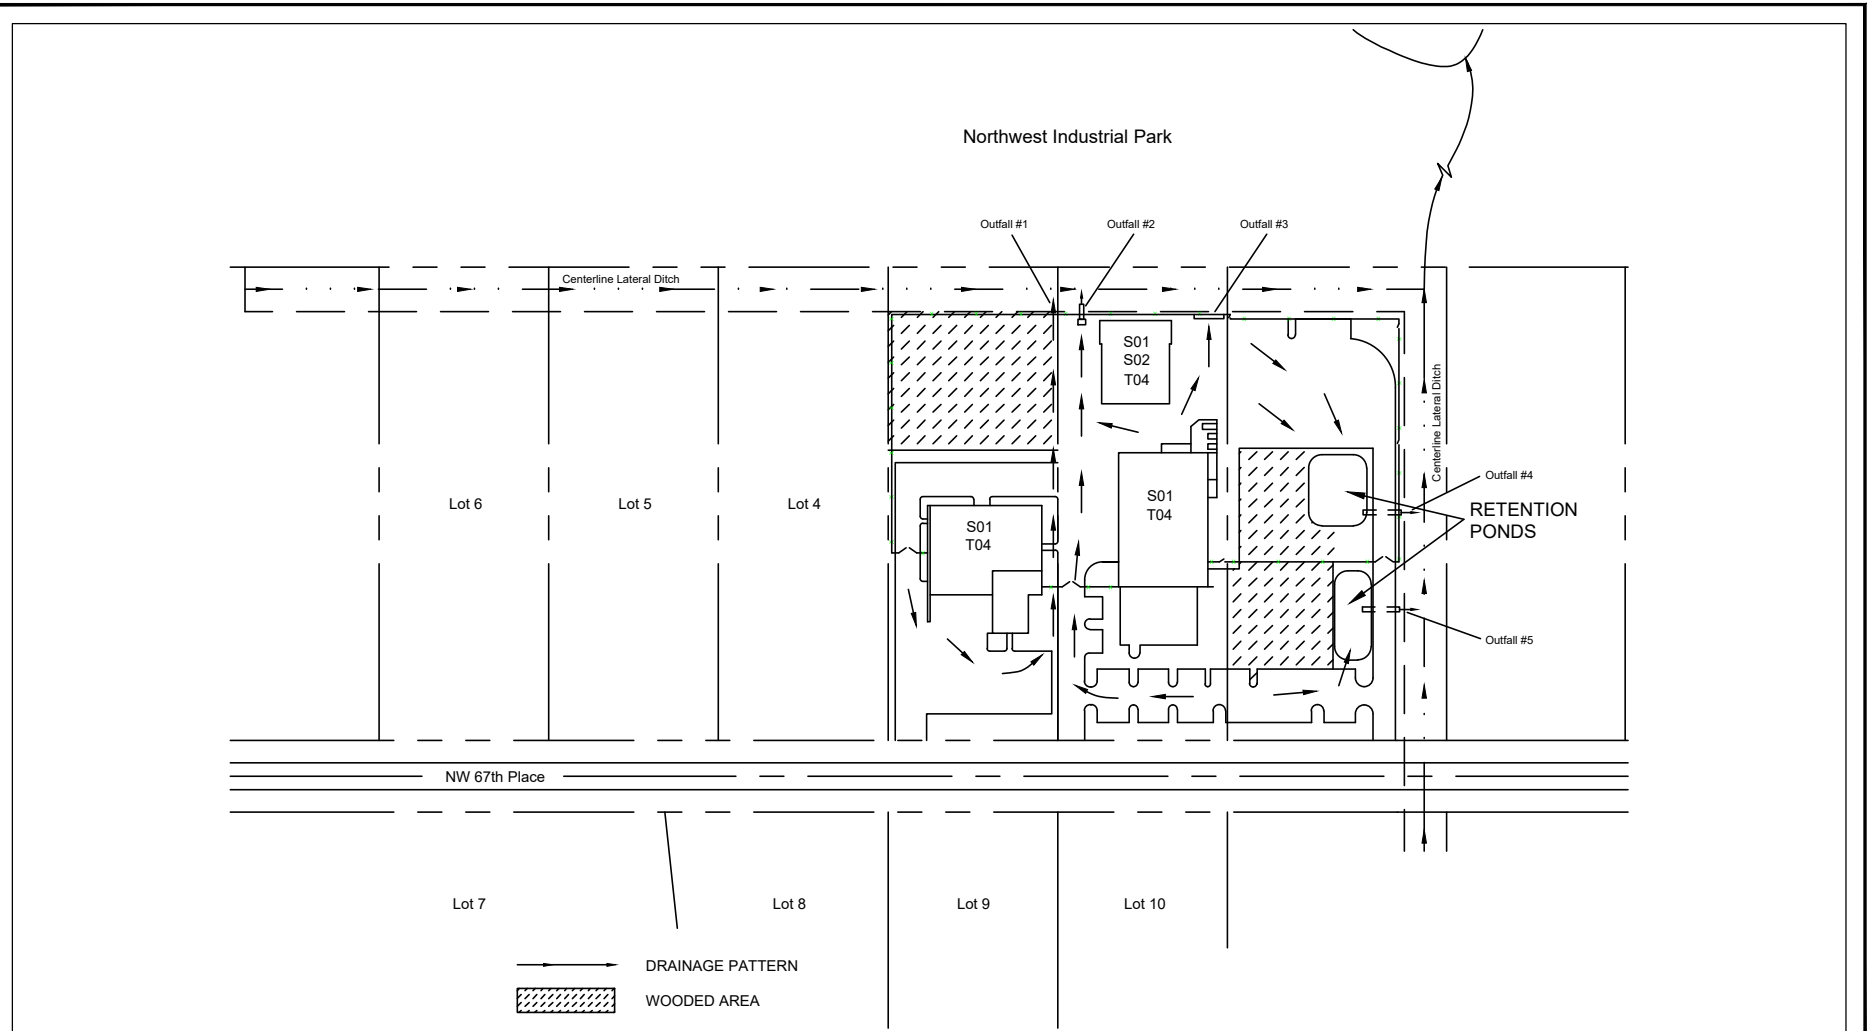 Northwest Industrial Park
Outfall #1
Outfall #2
Outfall #3
Centerline Lateral Ditch
S01
S02
T04
Centerline Lateral Ditch
Lot 6
Lot 5
Lot 4
S01
T04
S01
T04
Outfall #4
RETENTION
PONDS
Outfall #5
NW 67th Place
Lot 7
Lot 8
Lot 9
Lot 10
DRAINAGE PATTERN
WOODED AREA